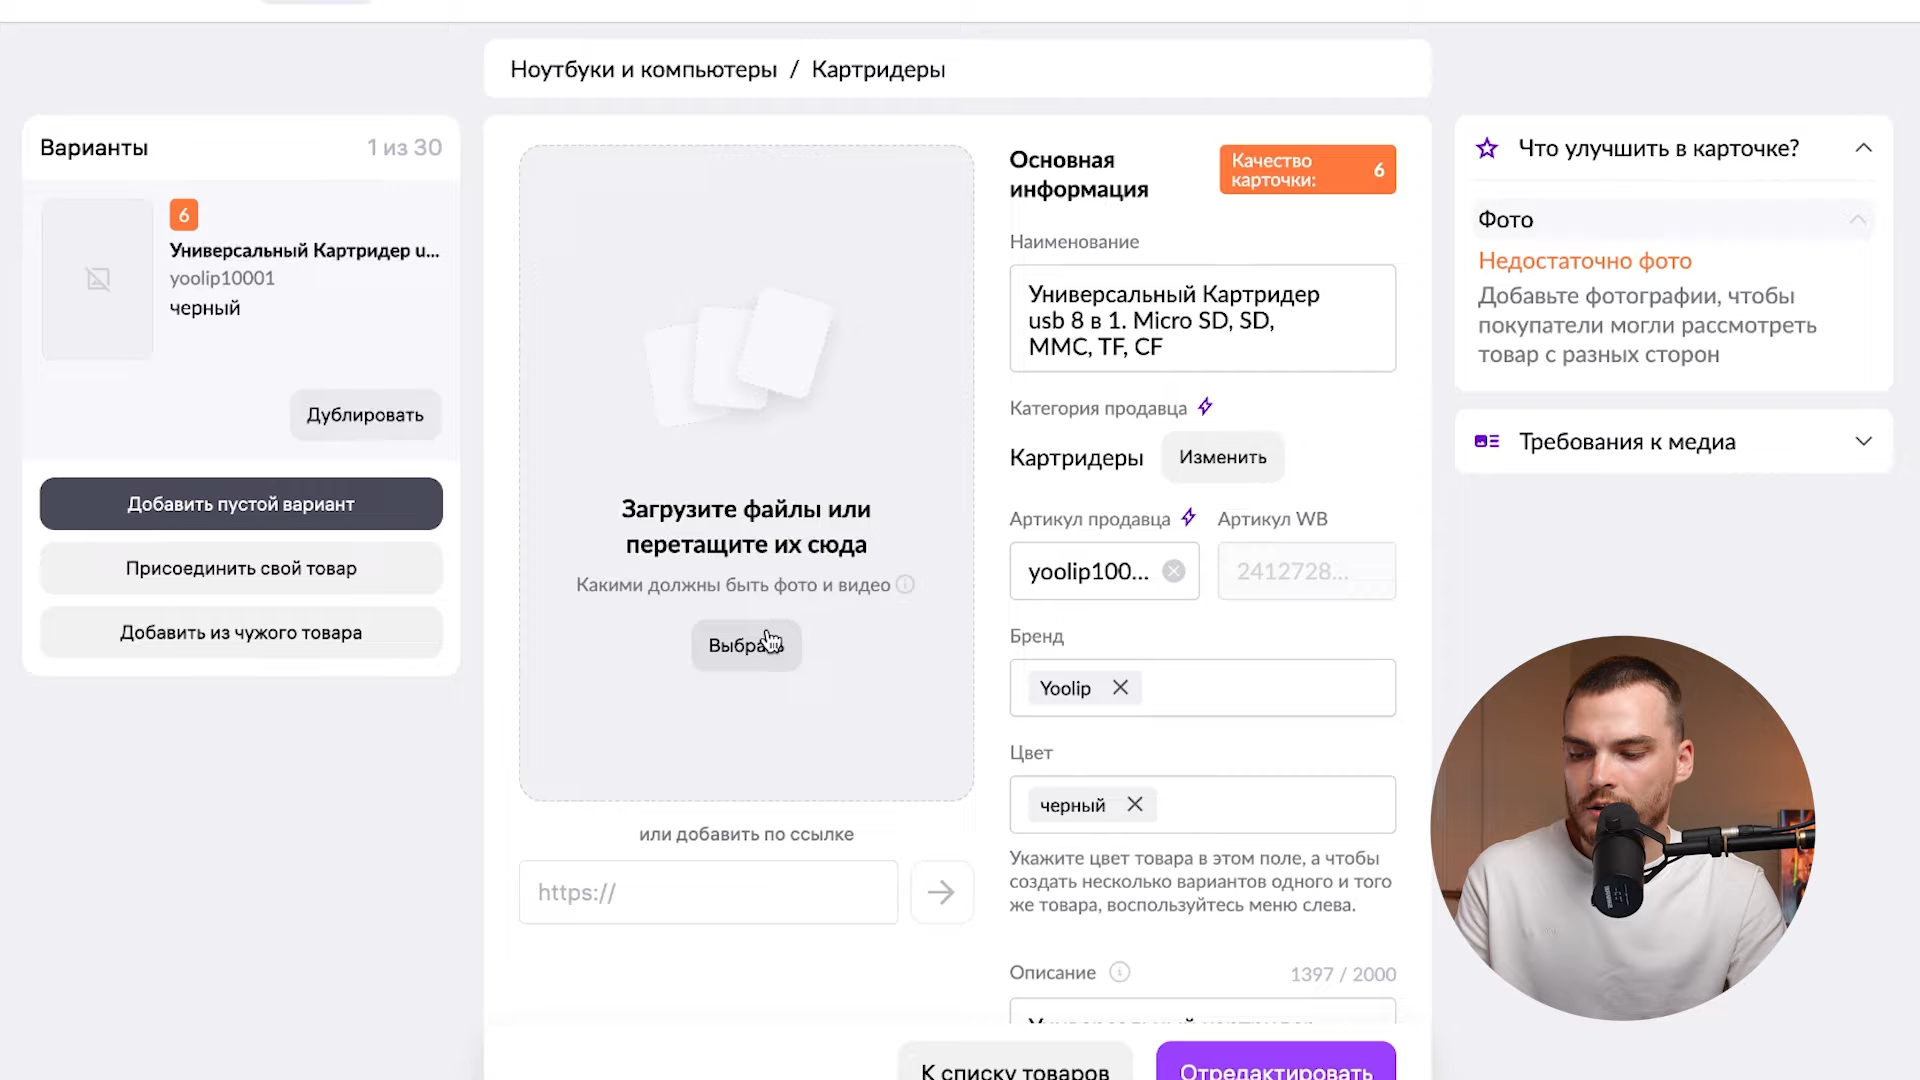 Ноутбуки и компьютеры / Картридеры
Варианты 1 из 30
6
Универсальный Картридер u...
yoolip10001
черный
Дублировать
Добавить пустой вариант
Присоединить свой товар
Добавить из чужого товара
Загрузите файлы или
перетащите их сюда
Какими должны быть фото и видео
или добавить по ссылке
https://
Основная
информация
Качество
карточки: 6
Наименование
Универсальный Картридер
usb 8 в 1. Micro SD, SD,
MMC, TF, CF
Категория продавца
Картридеры Изменить
Артикул продавца Артикул WB
yoolip100... 2412728...
Бренд
Yoolip
Цвет
черный
Укажите цвет товара в этом поле, а чтобы
создать несколько вариантов одного и того
же товара, воспользуйтесь меню слева.
Описание 1397 / 2000
К списку товаров Отредактировать
Что улучшить в карточке?
Фото
Недостаточно фото
Добавьте фотографии, чтобы
покупатели могли рассмотреть
товар с разных сторон
Требования к медиа